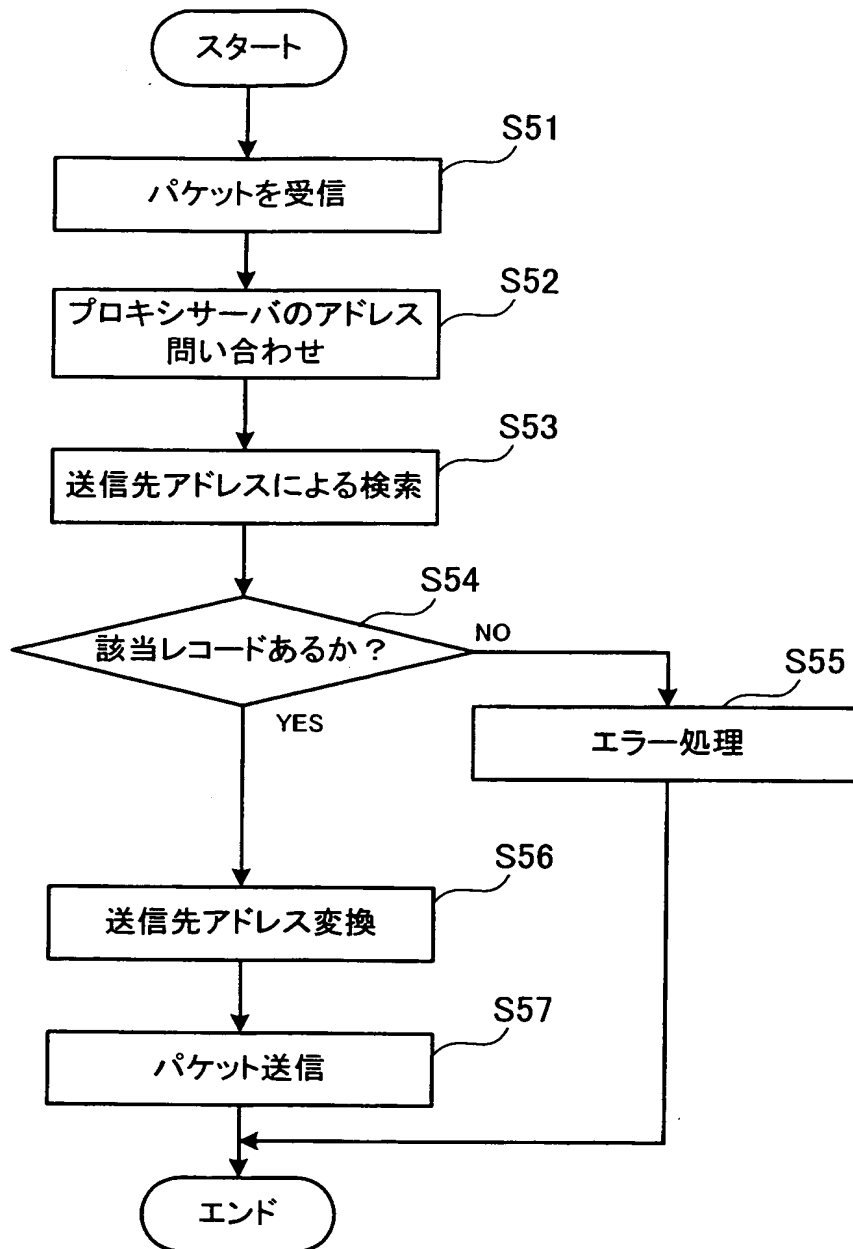 スタート
S51
パケットを受信
S52
プロキシサーバのアドレス
問い合わせ
S53
送信先アドレスによる検索
S54
該当レコードあるか？
NO
YES
S55
エラー処理
S56
送信先アドレス変換
S57
パケット送信
エンド